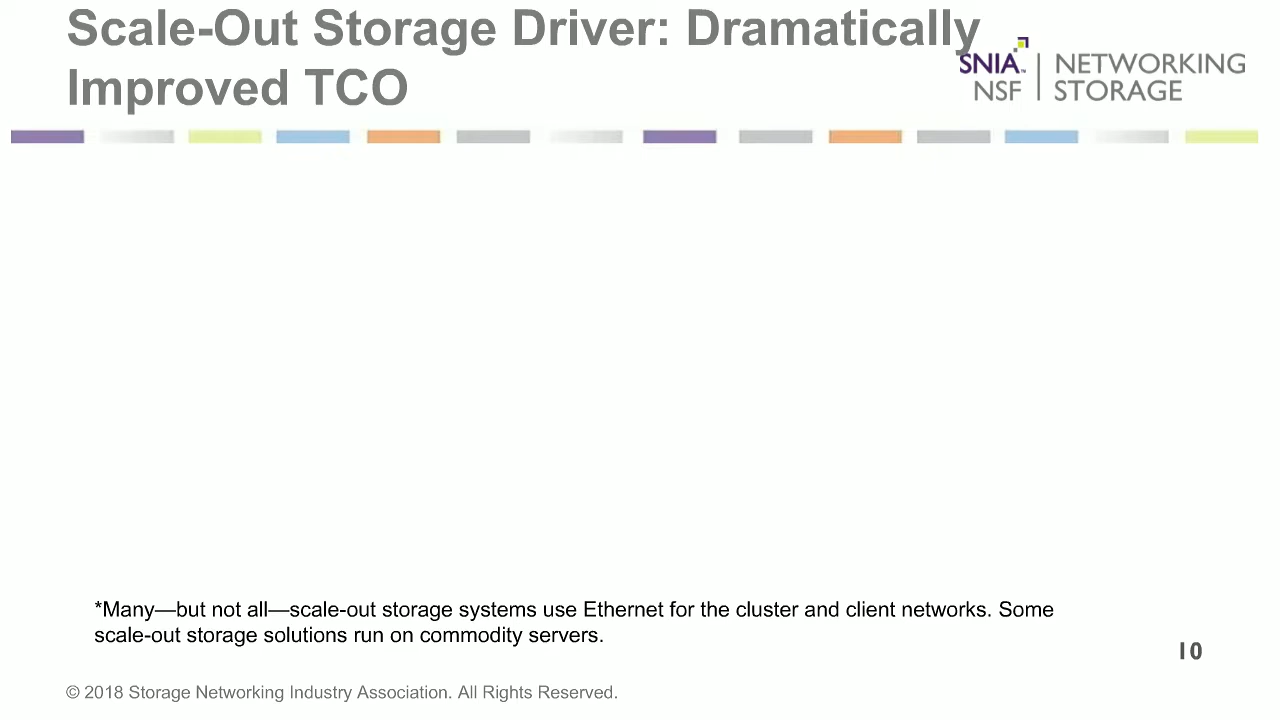 Scale-Out Storage Driver: Dramatically
Improved TCO
SNIA™ NETWORKING
NSF STORAGE
*Many—but not all—scale-out storage systems use Ethernet for the cluster and client networks. Some
scale-out storage solutions run on commodity servers.
10
© 2018 Storage Networking Industry Association. All Rights Reserved.